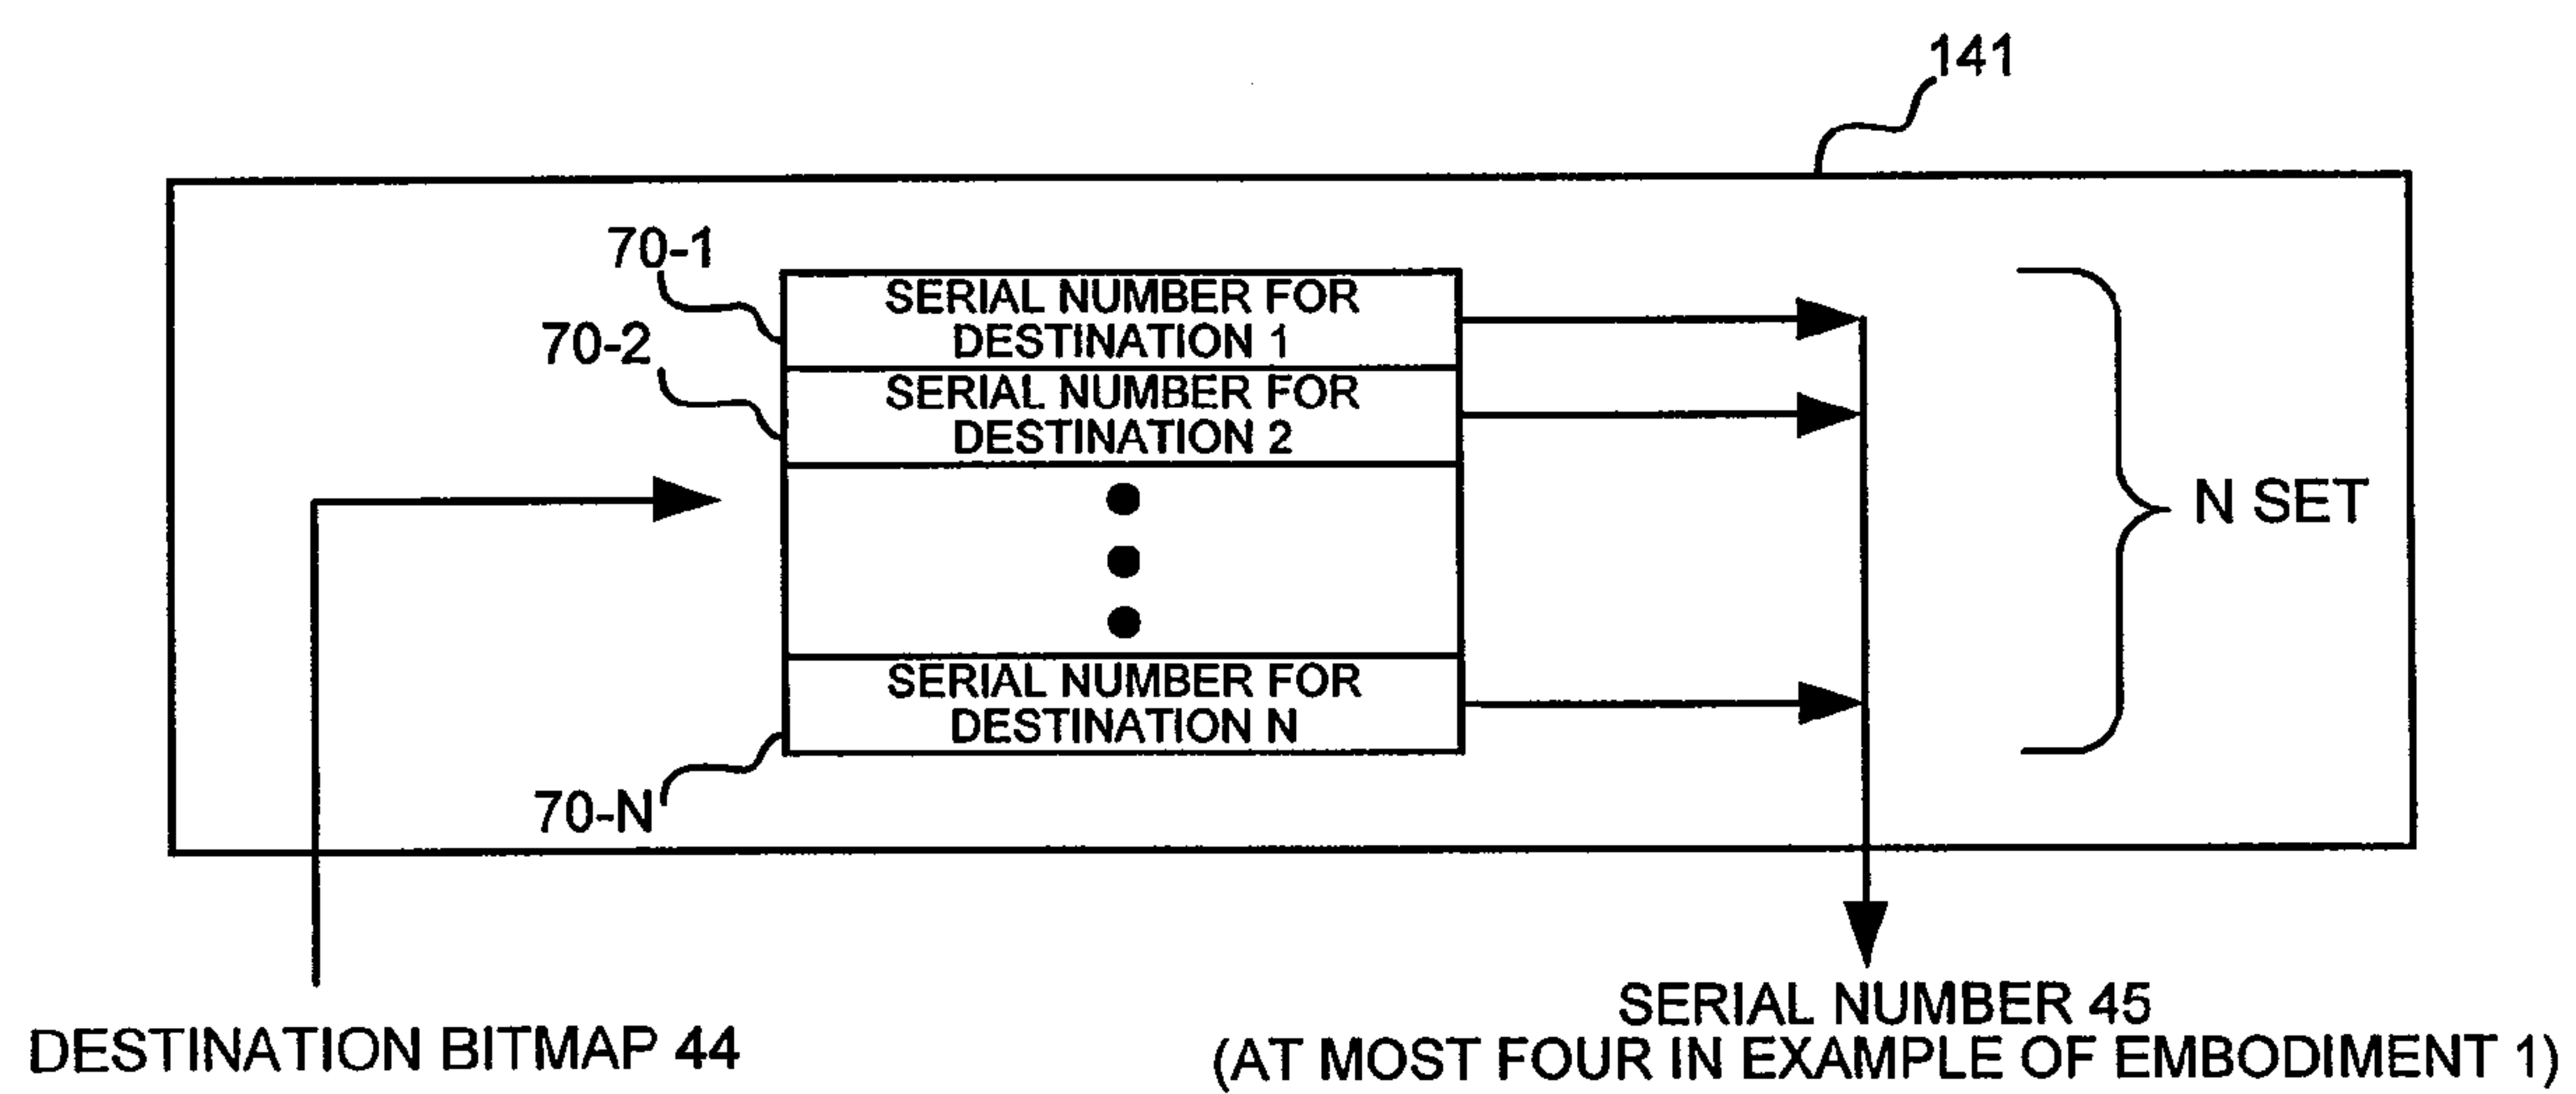 141
70-1
SERIAL NUMBER FOR
DESTINATION 1
70-2
SERIAL NUMBER FOR
DESTINATION 2
N SET
SERIAL NUMBER FOR
DESTINATION N
70-N
SERIAL NUMBER 45
(AT MOST FOUR IN EXAMPLE OF EMBODIMENT 1)
DESTINATION BITMAP 44